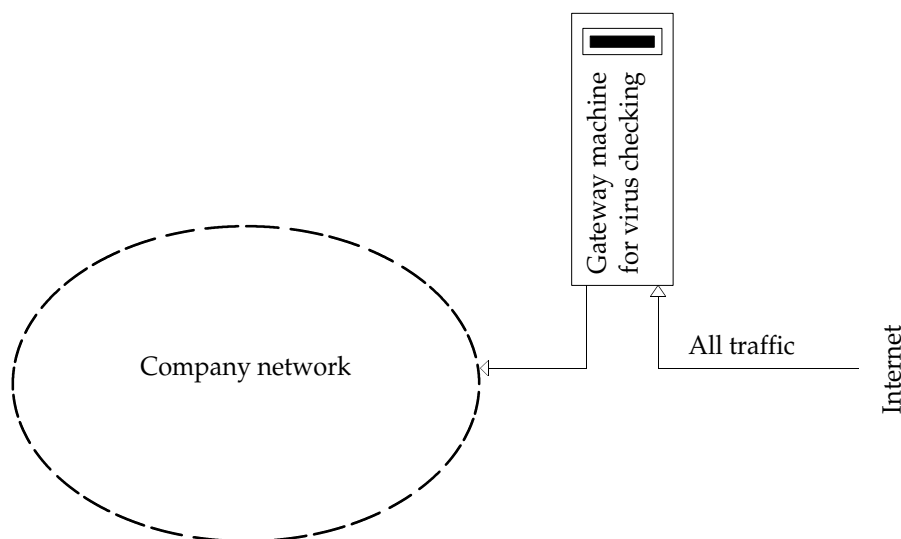 Gateway machine
for virus checking
Company network
All traffic
Internet